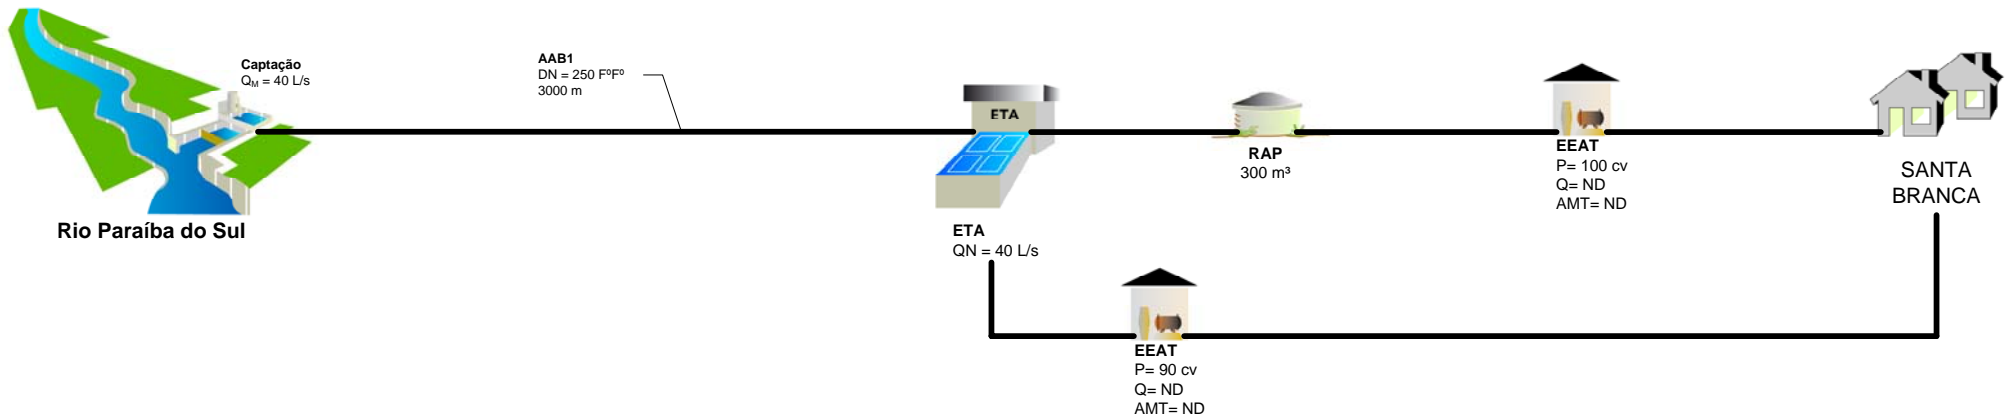 Captação
QM = 40 L/s
Rio Paraíba do Sul
AAB1
DN = 250 FºFº
3000 m
ETA
ETA
QN = 40 L/s
RAP
300 m³
EEAT
P= 100 cv
Q= ND
AMT= ND
SANTA
BRANCA
EEAT
P= 90 cv
Q= ND
AMT= ND